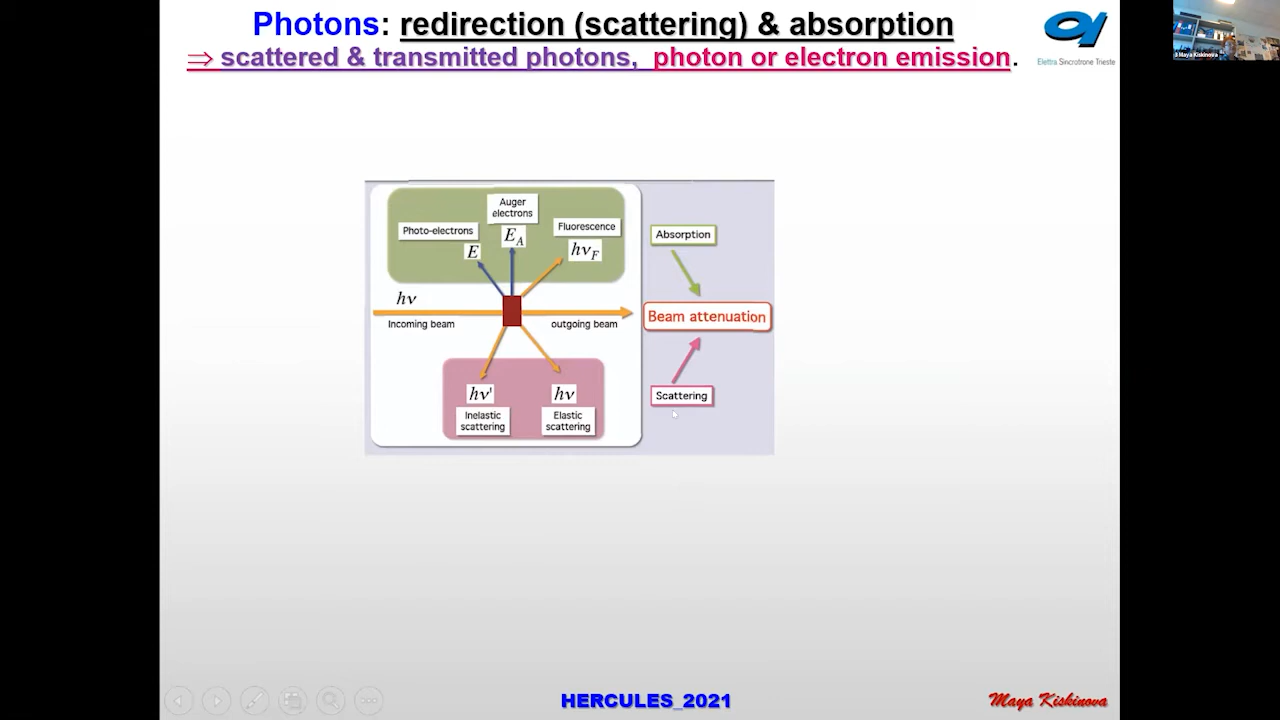 Photons: redirection (scattering) & absorption
⇒ scattered & transmitted photons, photon or electron emission.
Elettra Sincrotrone Trieste
Maya Kiskinova
Auger
electrons
Photo-electrons
Fluorescence
E
E_A
hν_F
Absorption
hν
Incoming beam
outgoing beam
Beam attenuation
hν'
hν
Inelastic
scattering
Elastic
scattering
Scattering
HERCULES_2021
Maya Kiskinova